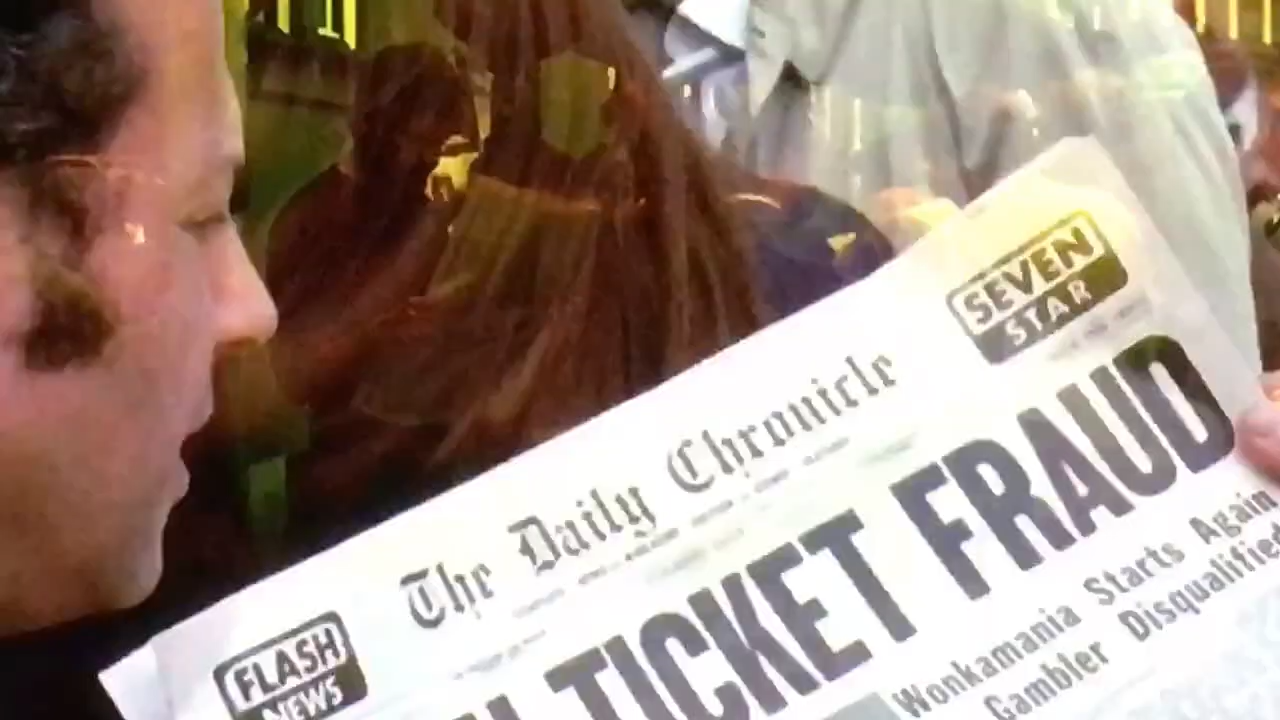 SEVEN
STAR
The Daily Chronicle
FLASH
NEWS
TICKET FRAUD
Wonkamania Starts Again
Gambler Disqualified